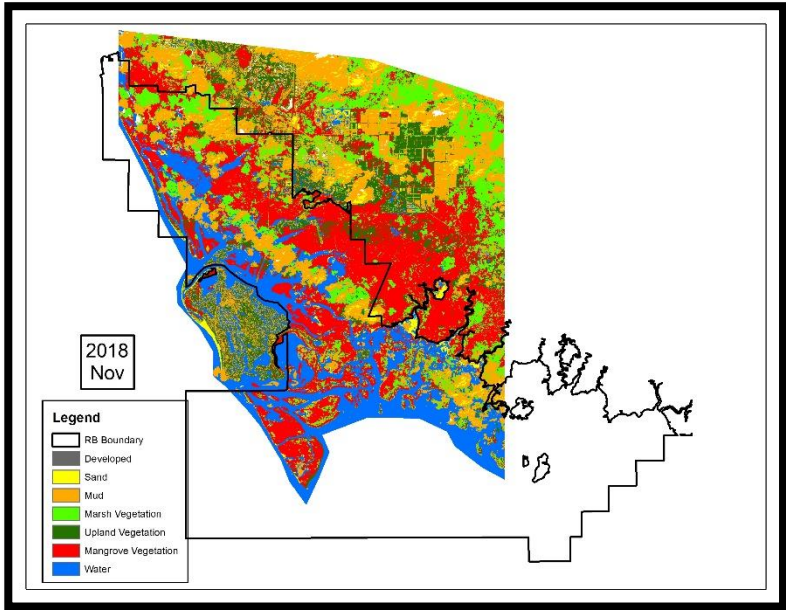 2018
Nov
Legend
RB Boundary
Developed
Sand
Mud
Marsh Vegetation
Upland Vegetation
Mangrove Vegetation
Water